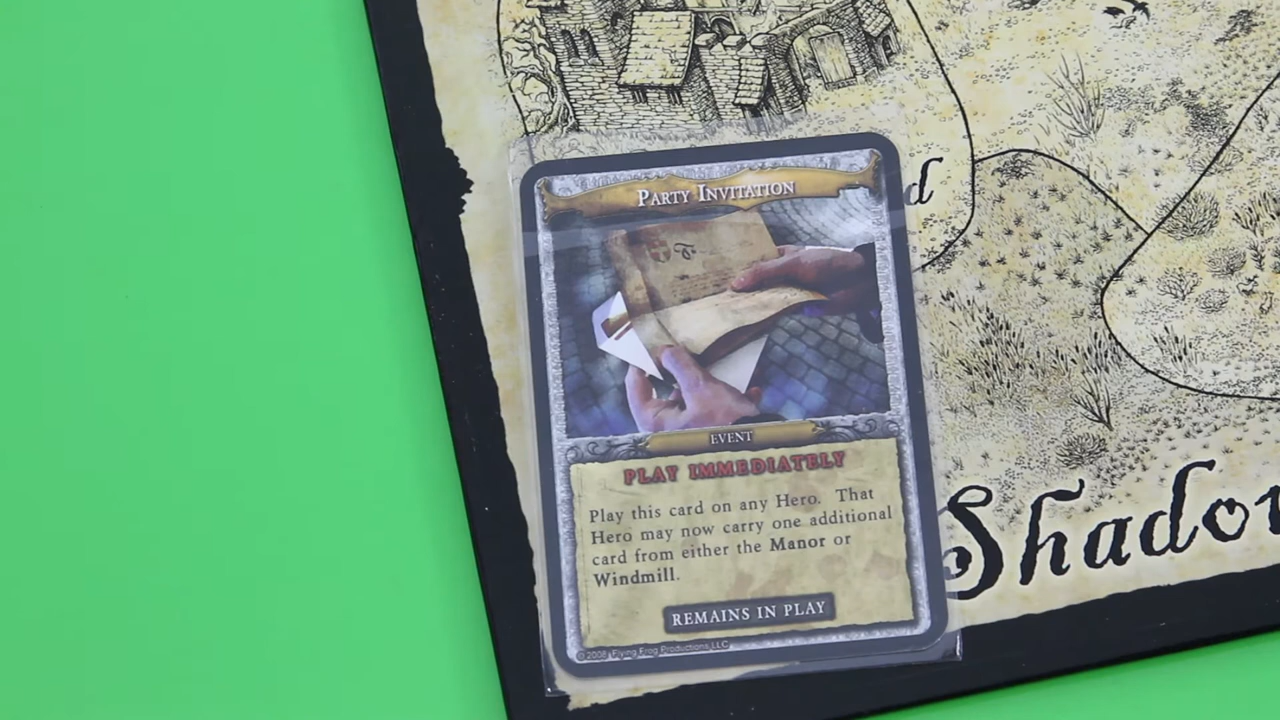 Party Invitation
EVENT
PLAY IMMEDIATELY
Play this card on any Hero. That
Hero may now carry one additional
card from either the Manor or
Windmill.
REMAINS IN PLAY
© 2008 Flying Frog Productions LLC